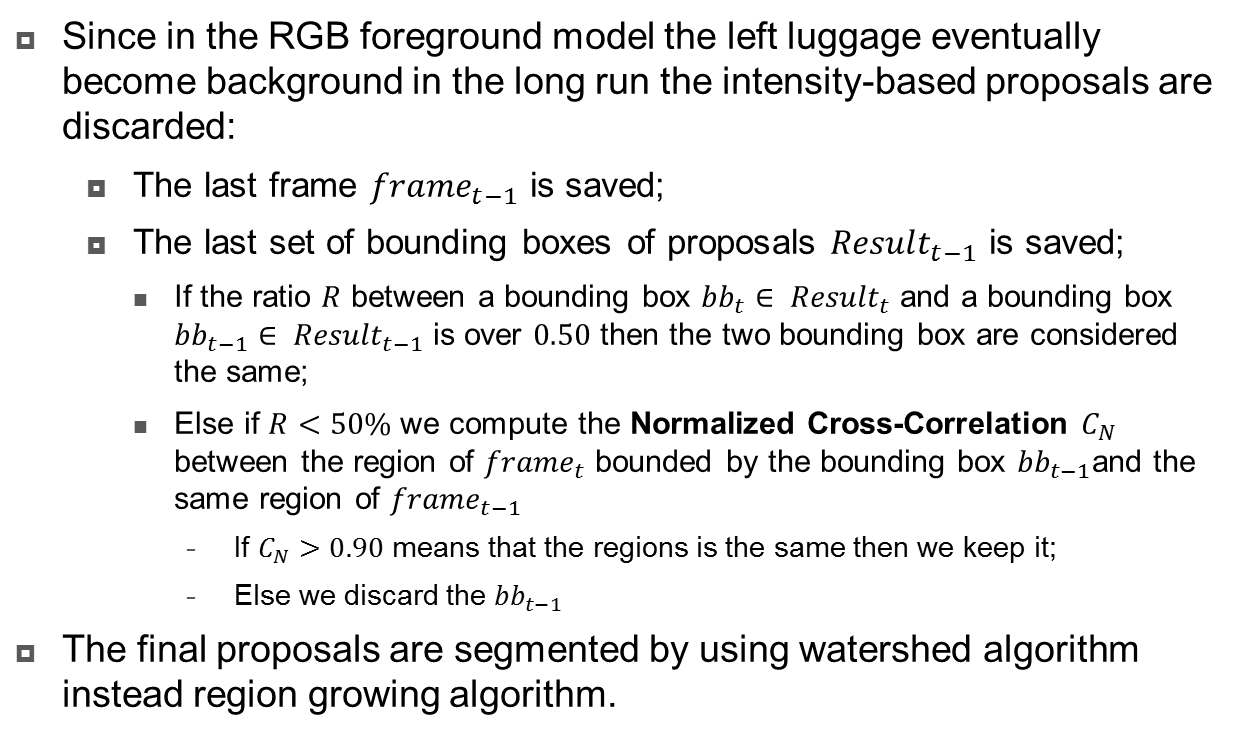 Since in the RGB foreground model the left luggage eventually
become background in the long run the intensity-based proposals are
discarded:
The last frame frame_{t−1} is saved;
The last set of bounding boxes of proposals Result_{t−1} is saved;
If the ratio R between a bounding box bb_t ∈ Result_t and a bounding box
bb_{t−1} ∈ Result_{t−1} is over 0.50 then the two bounding box are considered
the same;
Else if R < 50% we compute the Normalized Cross-Correlation C_N
between the region of frame_t bounded by the bounding box bb_{t−1} and the
same region of frame_{t−1}
- If C_N > 0.90 means that the regions is the same then we keep it;
- Else we discard the bb_{t−1}
The final proposals are segmented by using watershed algorithm
instead region growing algorithm.